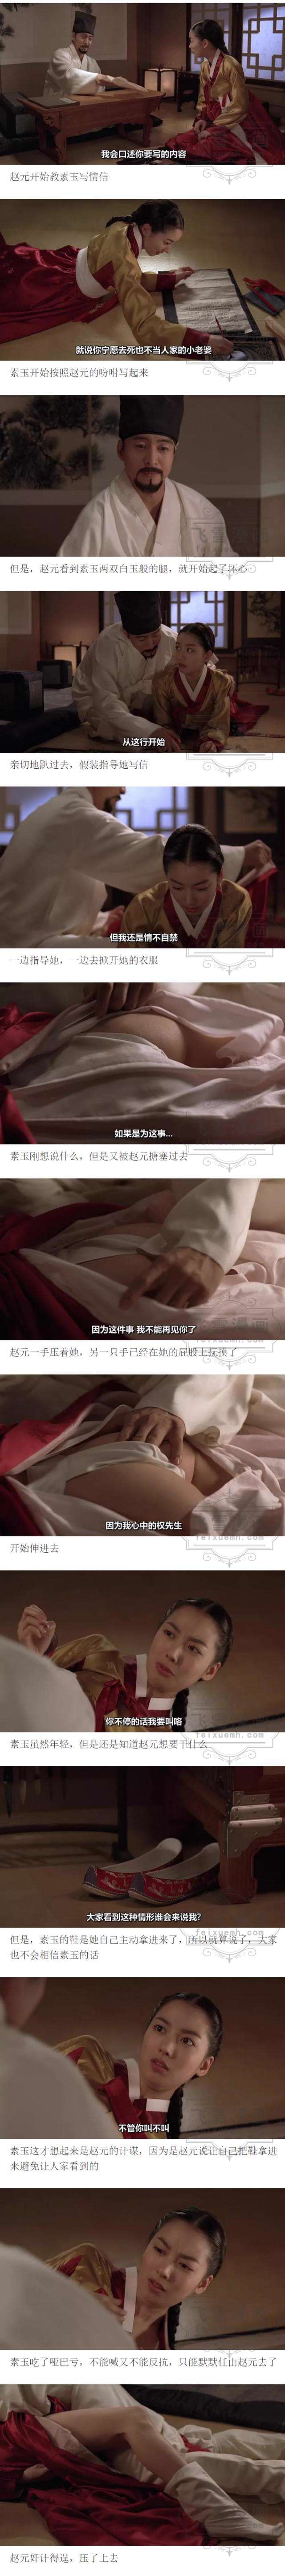 我会口述你要写的内容
赵元开始教素玉写情信
就说你宁愿去死也不当人家的小老婆
素玉开始按照赵元的吩咐写起来
但是，赵元看到素玉两双白玉般的腿，就开始起了坏心
从这行开始
亲切地趴过去，假装指导她写信
但我还是情不自禁
一边指导她，一边去掀开她的衣服
如果是为这事...
素玉刚想说什么，但是又被赵元搪塞过去
因为这件事 我不能再见你了
feixuemh.com
赵元一手压着她，另一只手已经在她的屁股上抚摸了
因为我心中的权先生
feixuemh.com
开始伸进去
你不停的话我要叫咯
feixuemh.com
素玉虽然年轻，但是还是知道赵元想要干什么
大家看到这种情形谁会来说我?
feixuemh.com
但是，素玉的鞋是她自己主动拿进来了，所以就算说了，大家
也不会相信素玉的话
不管你叫不叫
素玉这才想起来是赵元的计谋，因为是赵元说让自己把鞋拿进
来避免让人家看到的
素玉吃了哑巴亏，不能喊又不能反抗，只能默默任由赵元去了
赵元奸计得逞，压了上去